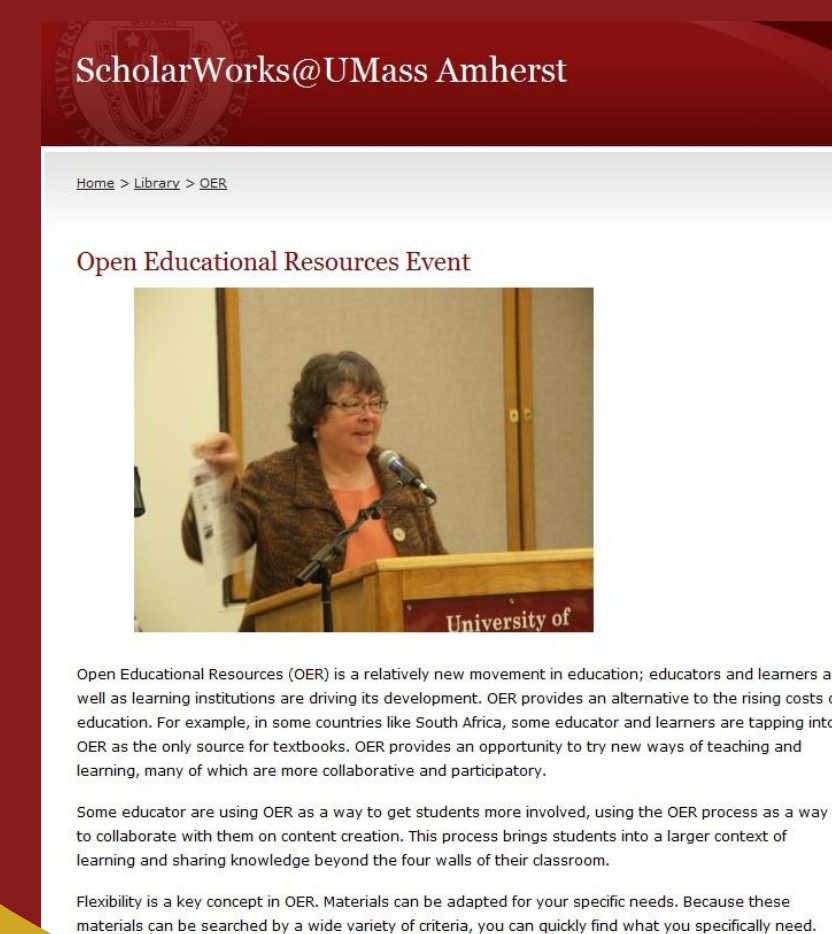 ScholarWorks@UMass Amherst
Home > Library > OER
Open Educational Resources Event
University of
Open Educational Resources (OER) is a relatively new movement in education; educators and learners a
well as learning institutions are driving its development. OER provides an alternative to the rising costs o
education. For example, in some countries like South Africa, some educator and learners are tapping into
OER as the only source for textbooks. OER provides an opportunity to try new ways of teaching and
learning, many of which are more collaborative and participatory.
Some educator are using OER as a way to get students more involved, using the OER process as a way
to collaborate with them on content creation. This process brings students into a larger context of
learning and sharing knowledge beyond the four walls of their classroom.
Flexibility is a key concept in OER. Materials can be adapted for your specific needs. Because these
materials can be searched by a wide variety of criteria, you can quickly find what you specifically need.